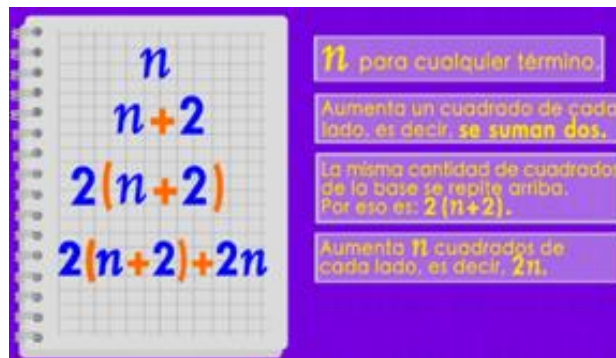 n
n+2
2(n+2)
2(n+2)+2n
n para cualquier término.
Aumenta un cuadrado de cada
lado, es decir, se suman dos.
La misma cantidad de cuadrados
de la base se repite arriba.
Por eso es: 2(n+2).
Aumenta n cuadrados de
cada lado, es decir, 2n.